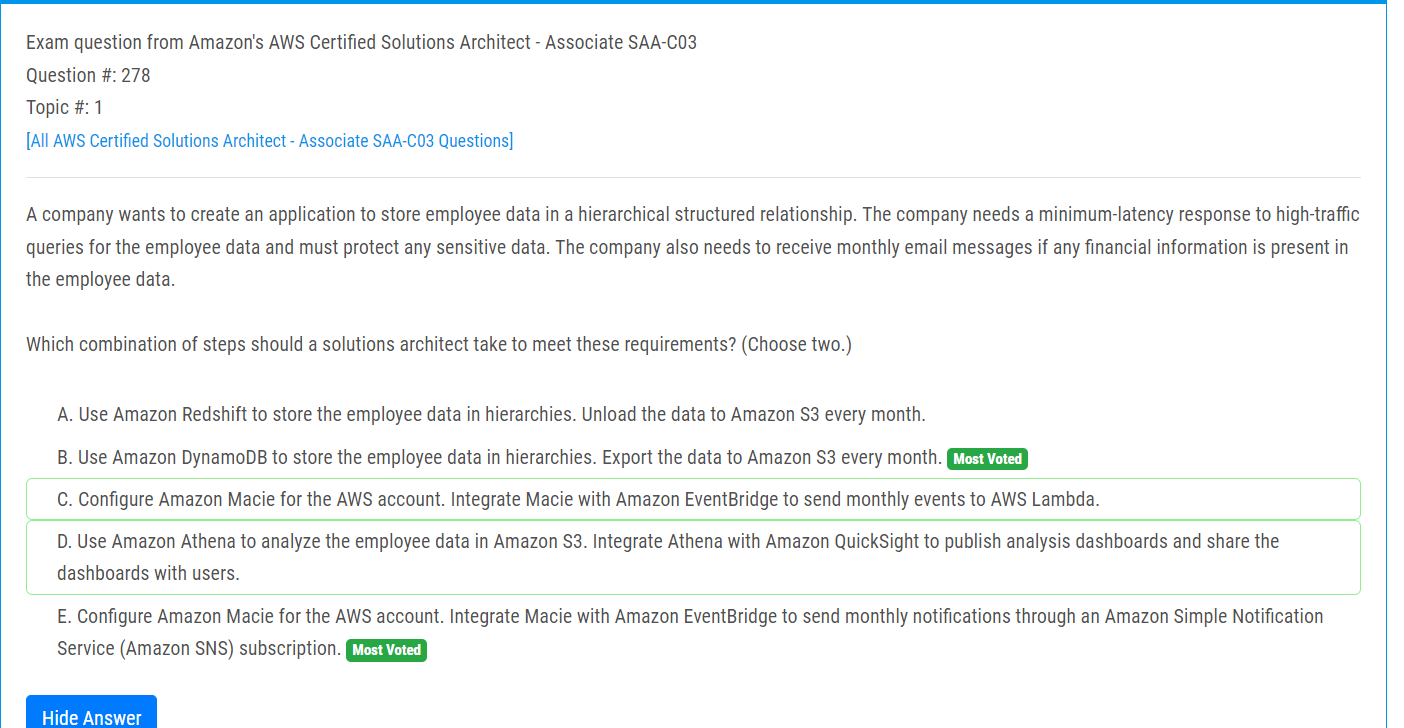 Exam question from Amazon's AWS Certified Solutions Architect - Associate SAA-C03
Question #: 278
Topic #: 1
[All AWS Certified Solutions Architect - Associate SAA-C03 Questions]
A company wants to create an application to store employee data in a hierarchical structured relationship. The company needs a minimum-latency response to high-traffic
queries for the employee data and must protect any sensitive data. The company also needs to receive monthly email messages if any financial information is present in
the employee data.
Which combination of steps should a solutions architect take to meet these requirements? (Choose two.)
A. Use Amazon Redshift to store the employee data in hierarchies. Unload the data to Amazon S3 every month.
B. Use Amazon DynamoDB to store the employee data in hierarchies. Export the data to Amazon S3 every month. Most Voted
C. Configure Amazon Macie for the AWS account. Integrate Macie with Amazon EventBridge to send monthly events to AWS Lambda.
D. Use Amazon Athena to analyze the employee data in Amazon S3. Integrate Athena with Amazon QuickSight to publish analysis dashboards and share the
dashboards with users.
E. Configure Amazon Macie for the AWS account. Integrate Macie with Amazon EventBridge to send monthly notifications through an Amazon Simple Notification
Service (Amazon SNS) subscription. Most Voted
Hide Answer